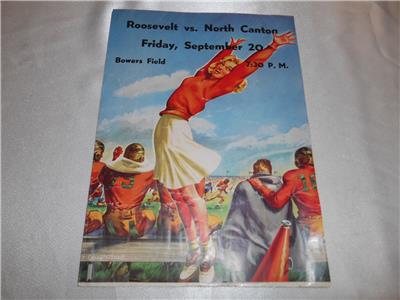 Roosevelt vs. North Canton
Friday, September 20
Bowers Field
7:30 P. M.